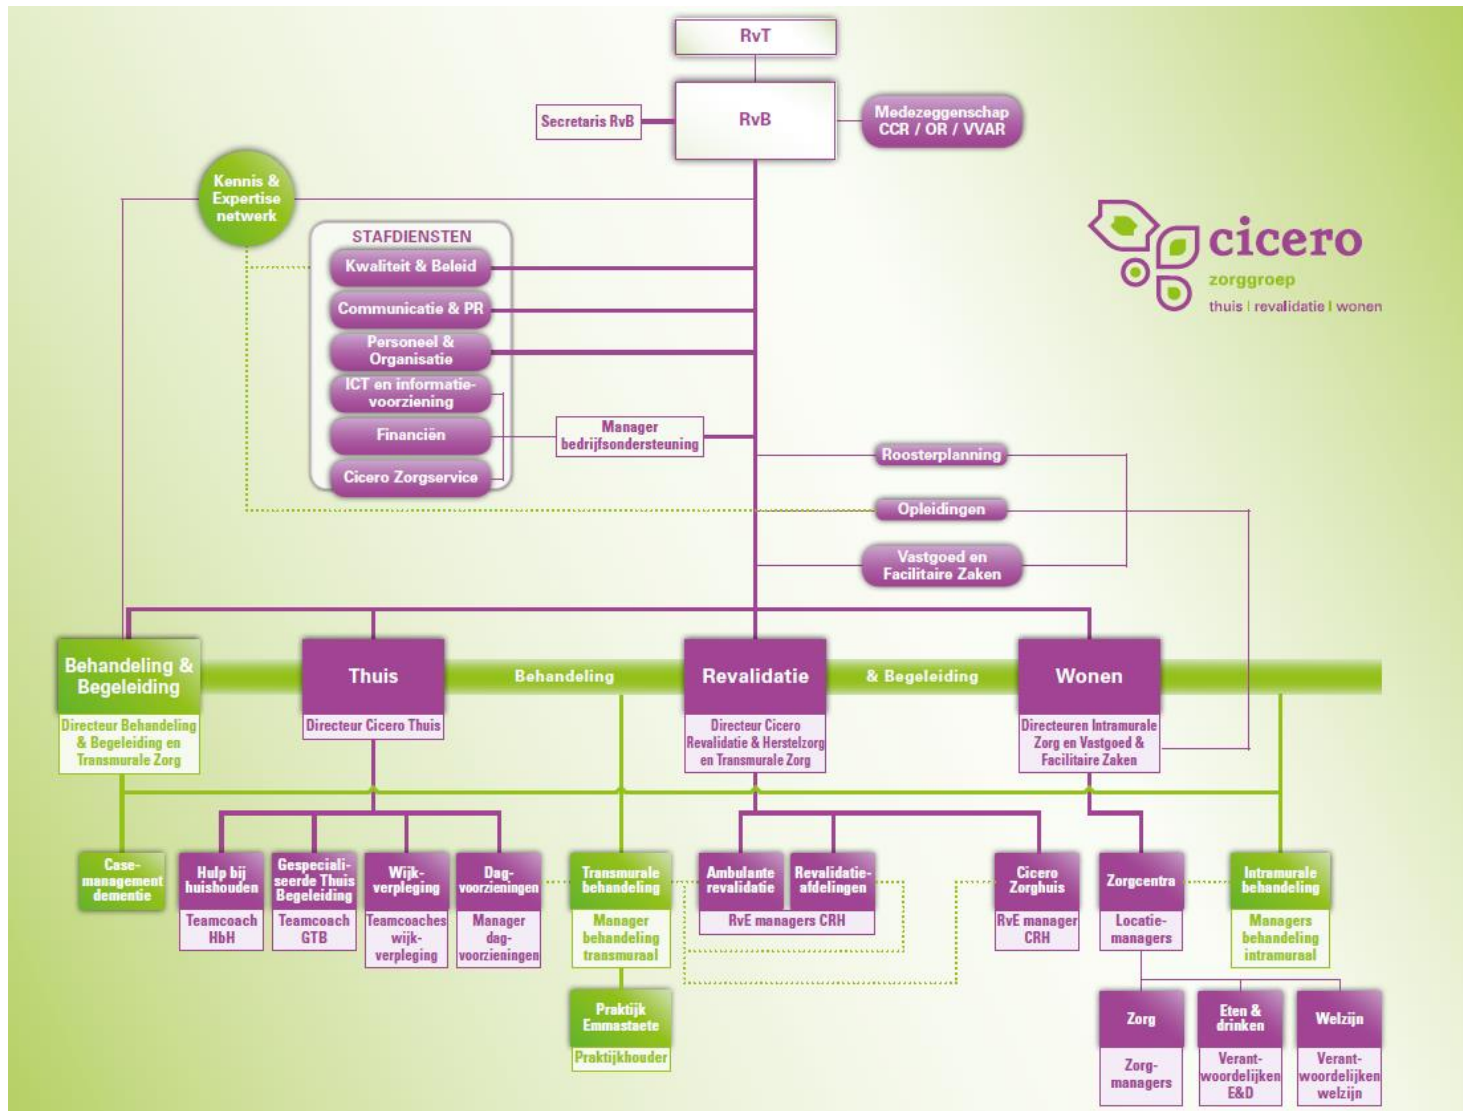 RvT
RvB
Secretaris RvB
Medezeggenschap
CCR / OR / VVAR
Kennis &
Expertise
netwerk
STAFDIENSTEN
Kwaliteit & Beleid
Communicatie & PR
Personeel &
Organisatie
ICT en informatie-
voorziening
Financiën
Cicero Zorgservice
Manager
bedrijfsondersteuning
cicero
zorggroep
thuis | revalidatie | wonen
Roosterplanning
Opleidingen
Vastgoed en
Facilitaire Zaken
Behandeling &
Begeleiding
Directeur Behandeling
& Begeleiding en
Transmurale Zorg
Thuis
Directeur Cicero Thuis
Behandeling
Revalidatie
Directeur Cicero
Revalidatie & Herstelzorg
en Transmurale Zorg
& Begeleiding
Wonen
Directeuren Intramurale
Zorg en Vastgoed &
Facilitaire Zaken
Case-
management
dementie
Hulp bij
huishouden
Teamcoach
HbH
Gespeciali-
seerde Thuis
Begeleiding
Teamcoach
GTB
Wijk-
verpleging
Teamcoaches
wijk-
verpleging
Dag-
voorzieningen
Manager
dag-
voorzieningen
Transmurale
behandeling
Manager
behandeling
transmuraal
Praktijk
Emmastaete
Praktijkhouder
Ambulante
revalidatie
Revalidatie-
afdelingen
RvE managers CRH
Cicero
Zorghuis
RvE manager
CRH
Zorgcentra
Locatie-
managers
Intramurale
behandeling
Managers
behandeling
intramuraal
Zorg
Zorg-
managers
Eten &
drinken
Verant-
woordelijken
E&D
Welzijn
Verant-
woordelijken
welzijn